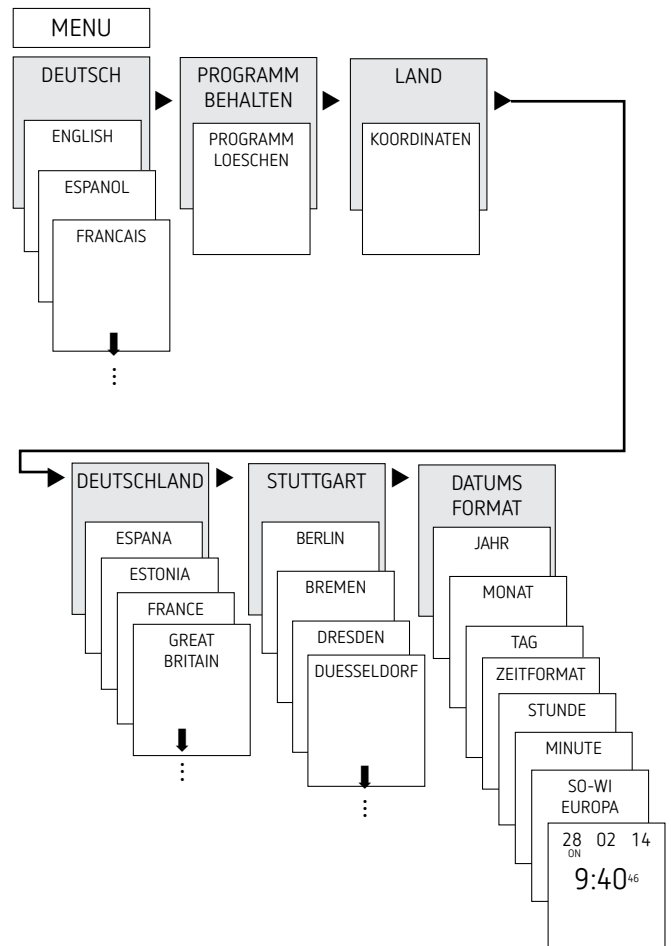 MENU
DEUTSCH
ENGLISH
ESPANOL
FRANCAIS
PROGRAMM
BEHALTEN
PROGRAMM
LOESCHEN
LAND
KOORDINATEN
DEUTSCHLAND
ESPANA
ESTONIA
FRANCE
GREAT
BRITAIN
STUTTGART
BERLIN
BREMEN
DRESDEN
DUESSELDORF
DATUMS
FORMAT
JAHR
MONAT
TAG
ZEITFORMAT
STUNDE
MINUTE
SO-WI
EUROPA
28 02 14
ON
9:40 46